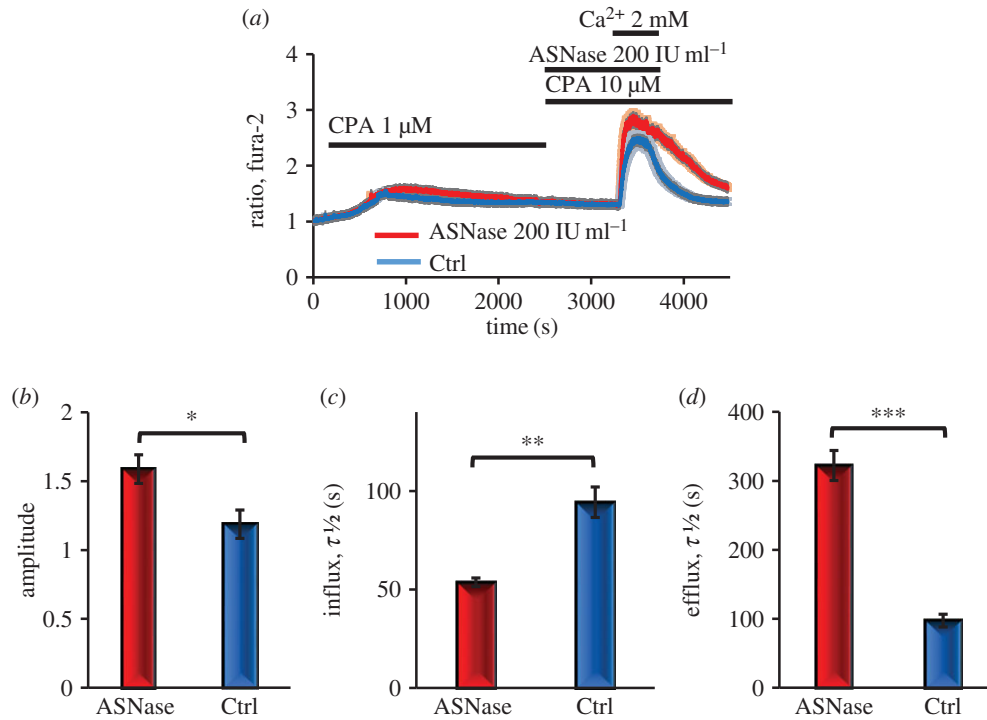 (a)
Ca²⁺ 2 mM
ASNase 200 IU ml⁻¹
CPA 10 µM
CPA 1 µM
ratio, fura-2
4
3
2
1
0
ASNase 200 IU ml⁻¹
Ctrl
0 1000 2000 3000 4000
time (s)
(b)
amplitude
2
1.5
1
0.5
0
*
ASNase Ctrl
(c)
influx, τ ½ (s)
100
50
0
**
ASNase Ctrl
(d)
efflux, τ ½ (s)
400
300
200
100
0
***
ASNase Ctrl